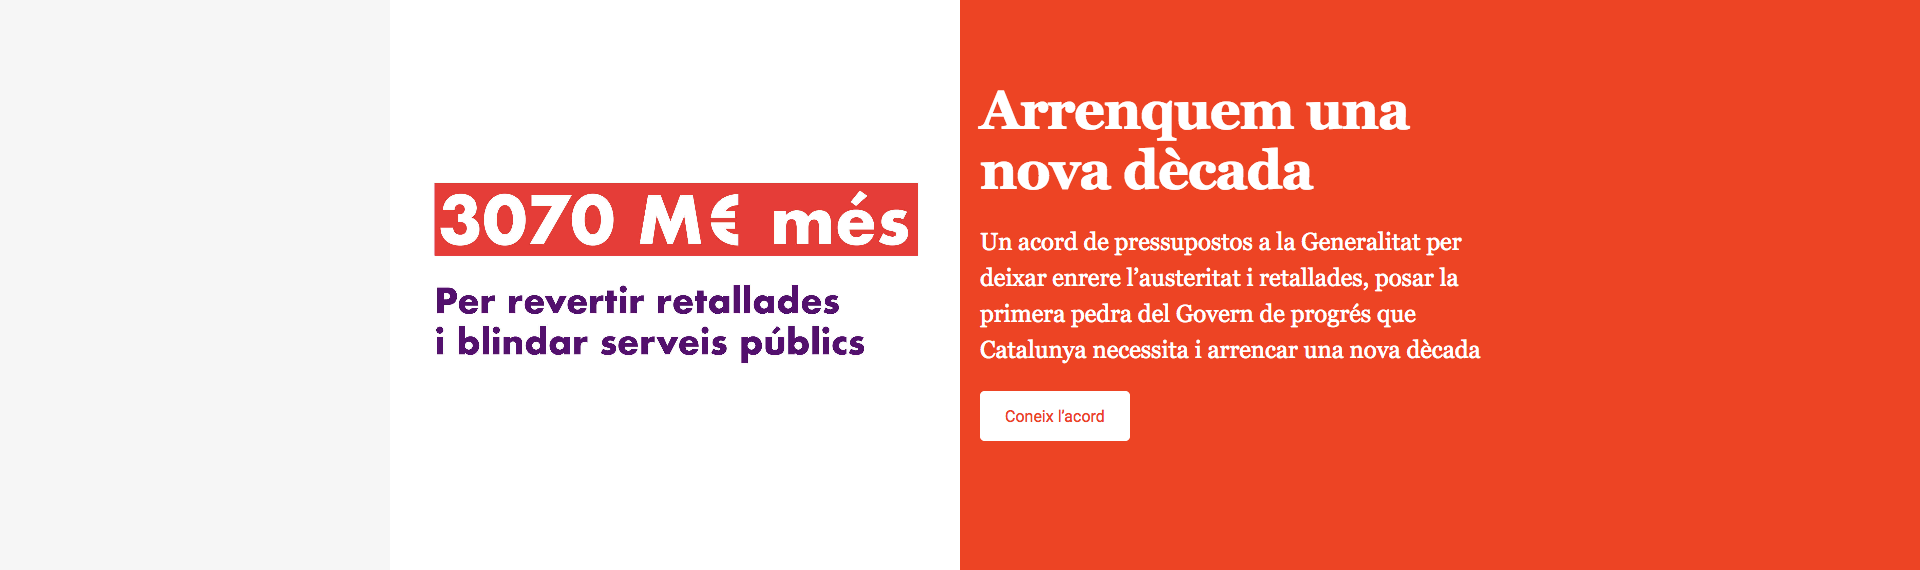 3070 M€ més
Per revertir retallades
i blindar serveis públics
Arrenquem una
nova dècada
Un acord de pressupostos a la Generalitat per
deixar enrere l’austeritat i retallades, posar la
primera pedra del Govern de progrés que
Catalunya necessita i arrencar una nova dècada
Coneix l’acord